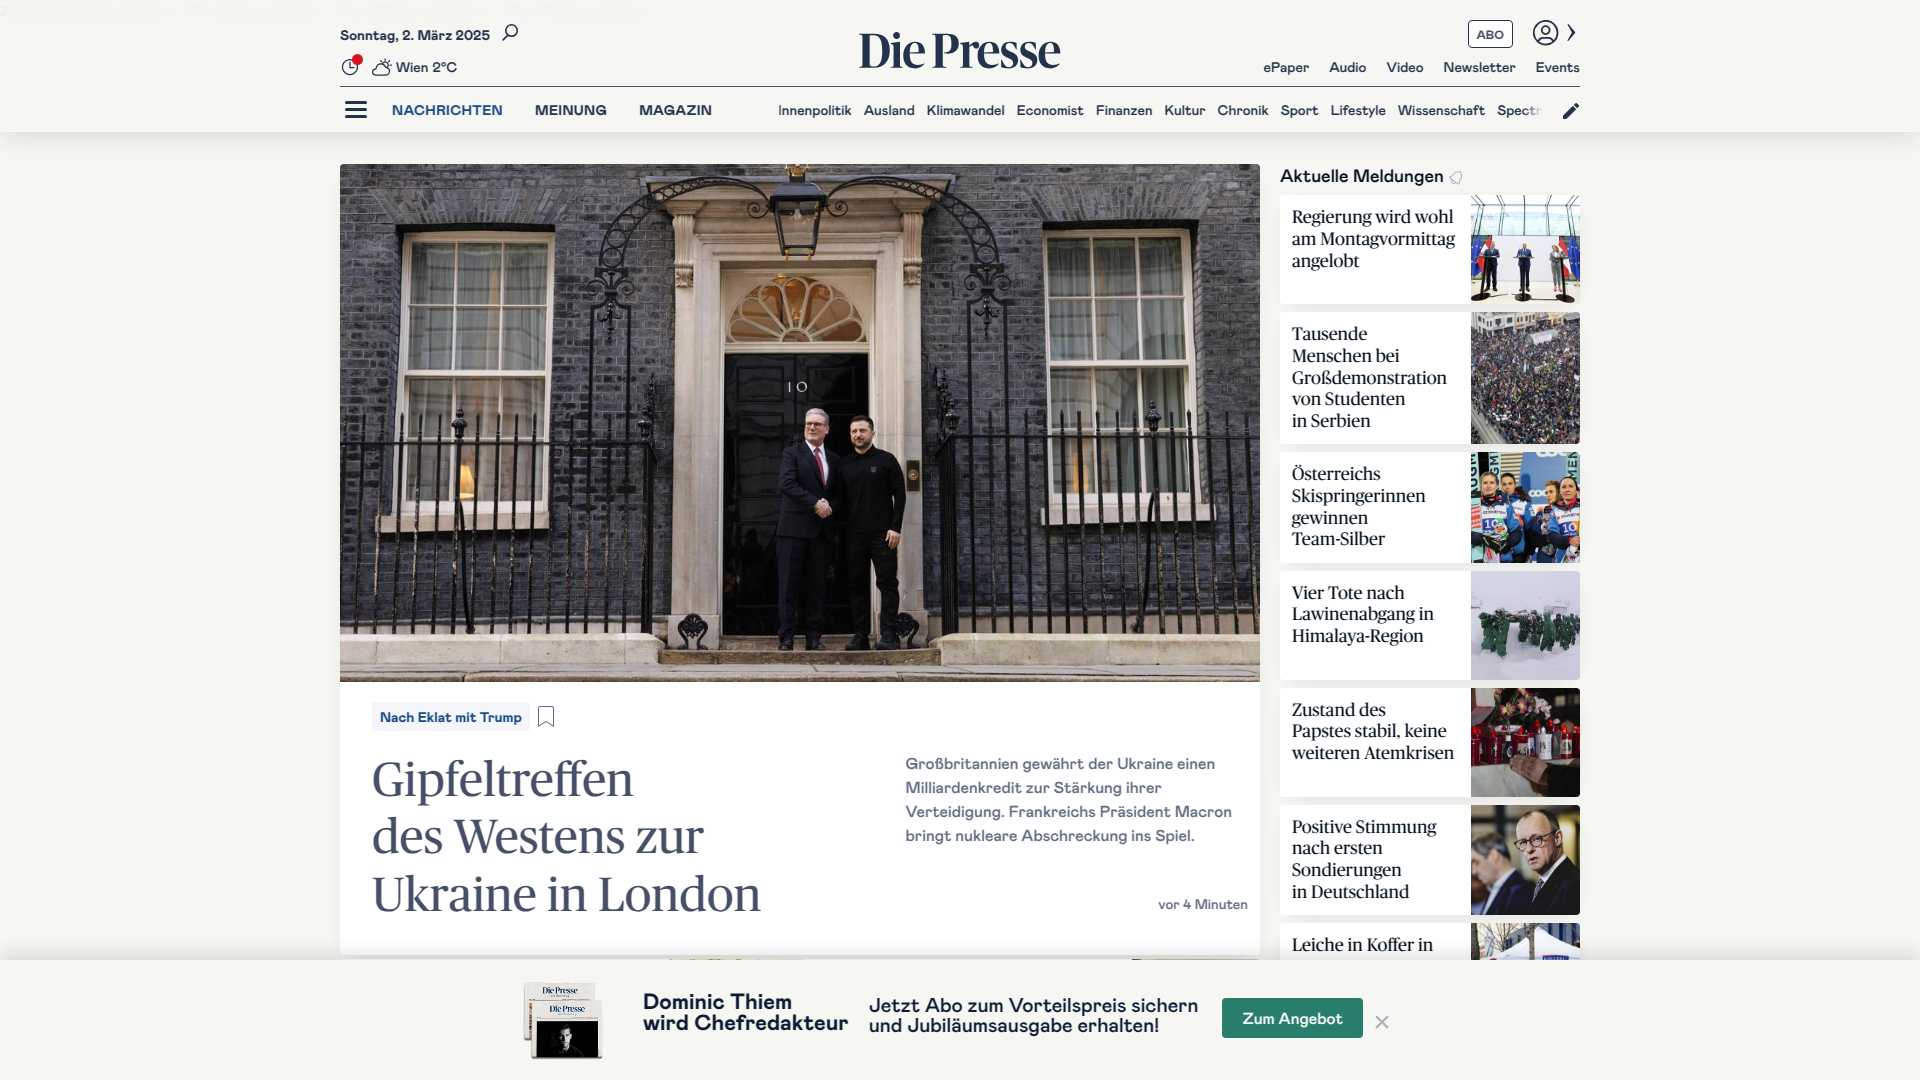 Sonntag, 2. März 2025
Wien 2°C
Die Presse
ABO
ePaper Audio Video Newsletter Events
NACHRICHTEN MEINUNG MAGAZIN
Innenpolitik Ausland Klimawandel Economist Finanzen Kultur Chronik Sport Lifestyle Wissenschaft Spectr
10
Nach Eklat mit Trump
Gipfeltreffen
des Westens zur
Ukraine in London
Großbritannien gewährt der Ukraine einen
Milliardenkredit zur Stärkung ihrer
Verteidigung. Frankreichs Präsident Macron
bringt nukleare Abschreckung ins Spiel.
vor 4 Minuten
Aktuelle Meldungen
Regierung wird wohl
am Montagvormittag
angelobt
Tausende
Menschen bei
Großdemonstration
von Studenten
in Serbien
Österreichs
Skispringerinnen
gewinnen
Team-Silber
Vier Tote nach
Lawinenabgang in
Himalaya-Region
Zustand des
Papstes stabil, keine
weiteren Atemkrisen
Positive Stimmung
nach ersten
Sondierungen
in Deutschland
Leiche in Koffer in
Die Presse
Die Presse
Dominic Thiem
wird Chefredakteur
Jetzt Abo zum Vorteilspreis sichern
und Jubiläumsausgabe erhalten!
Zum Angebot